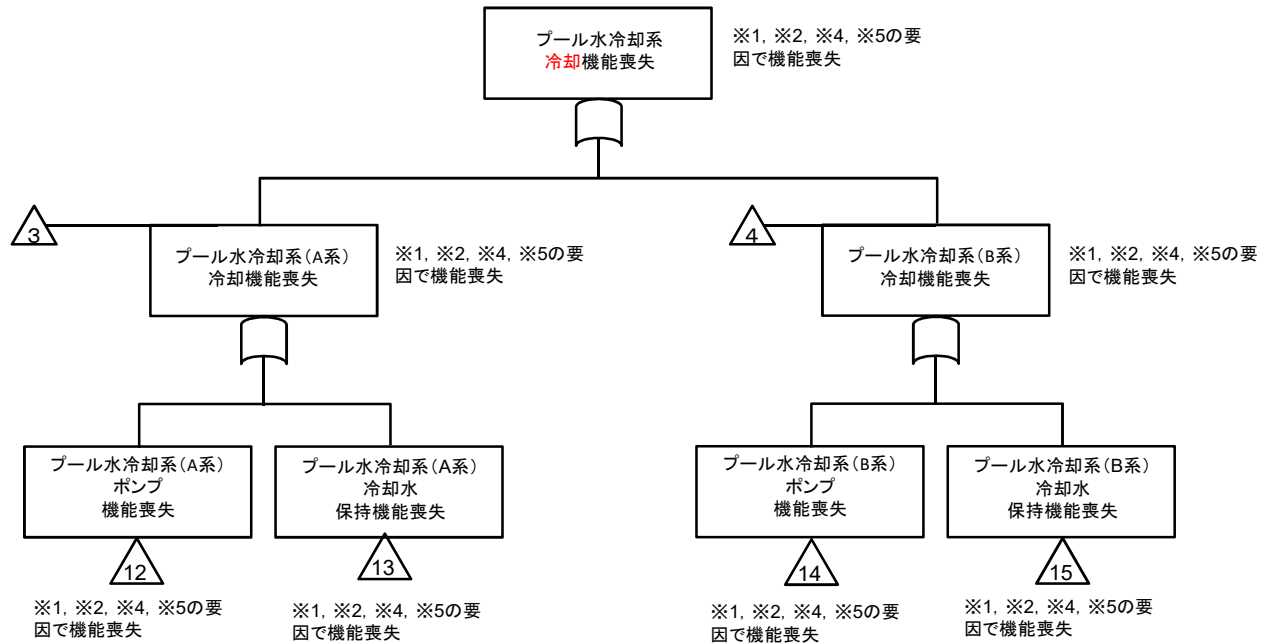 プール水冷却系
冷却機能喪失
※1, ※2, ※4, ※5の要
因で機能喪失
3
プール水冷却系(A系)
冷却機能喪失
※1, ※2, ※4, ※5の要
因で機能喪失
4
プール水冷却系(B系)
冷却機能喪失
※1, ※2, ※4, ※5の要
因で機能喪失
プール水冷却系(A系)
ポンプ
機能喪失
12
※1, ※2, ※4, ※5の要
因で機能喪失
プール水冷却系(A系)
冷却水
保持機能喪失
13
※1, ※2, ※4, ※5の要
因で機能喪失
プール水冷却系(B系)
ポンプ
機能喪失
14
※1, ※2, ※4, ※5の要
因で機能喪失
プール水冷却系(B系)
冷却水
保持機能喪失
15
※1, ※2, ※4, ※5の要
因で機能喪失